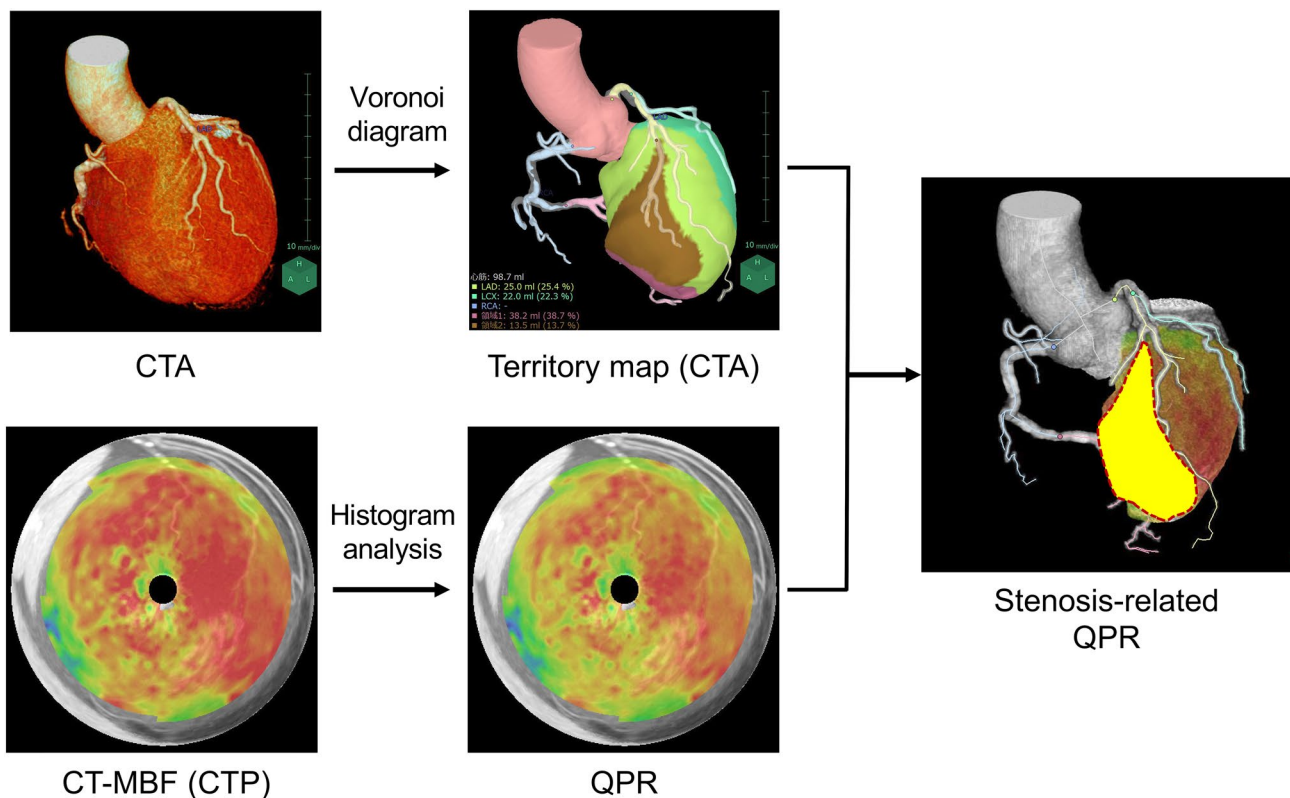 Voronoi
diagram
10 mm/div
H
A L
10 mm/div
H
A L
心筋: 98.7 ml
LAD: 25.0 ml (25.4 %)
LCX: 22.0 ml (22.3 %)
RCA: -
領域1: 38.2 ml (38.7 %)
領域2: 13.5 ml (13.7 %)
CTA
Territory map (CTA)
Histogram
analysis
CT-MBF (CTP)
QPR
Stenosis-related
QPR